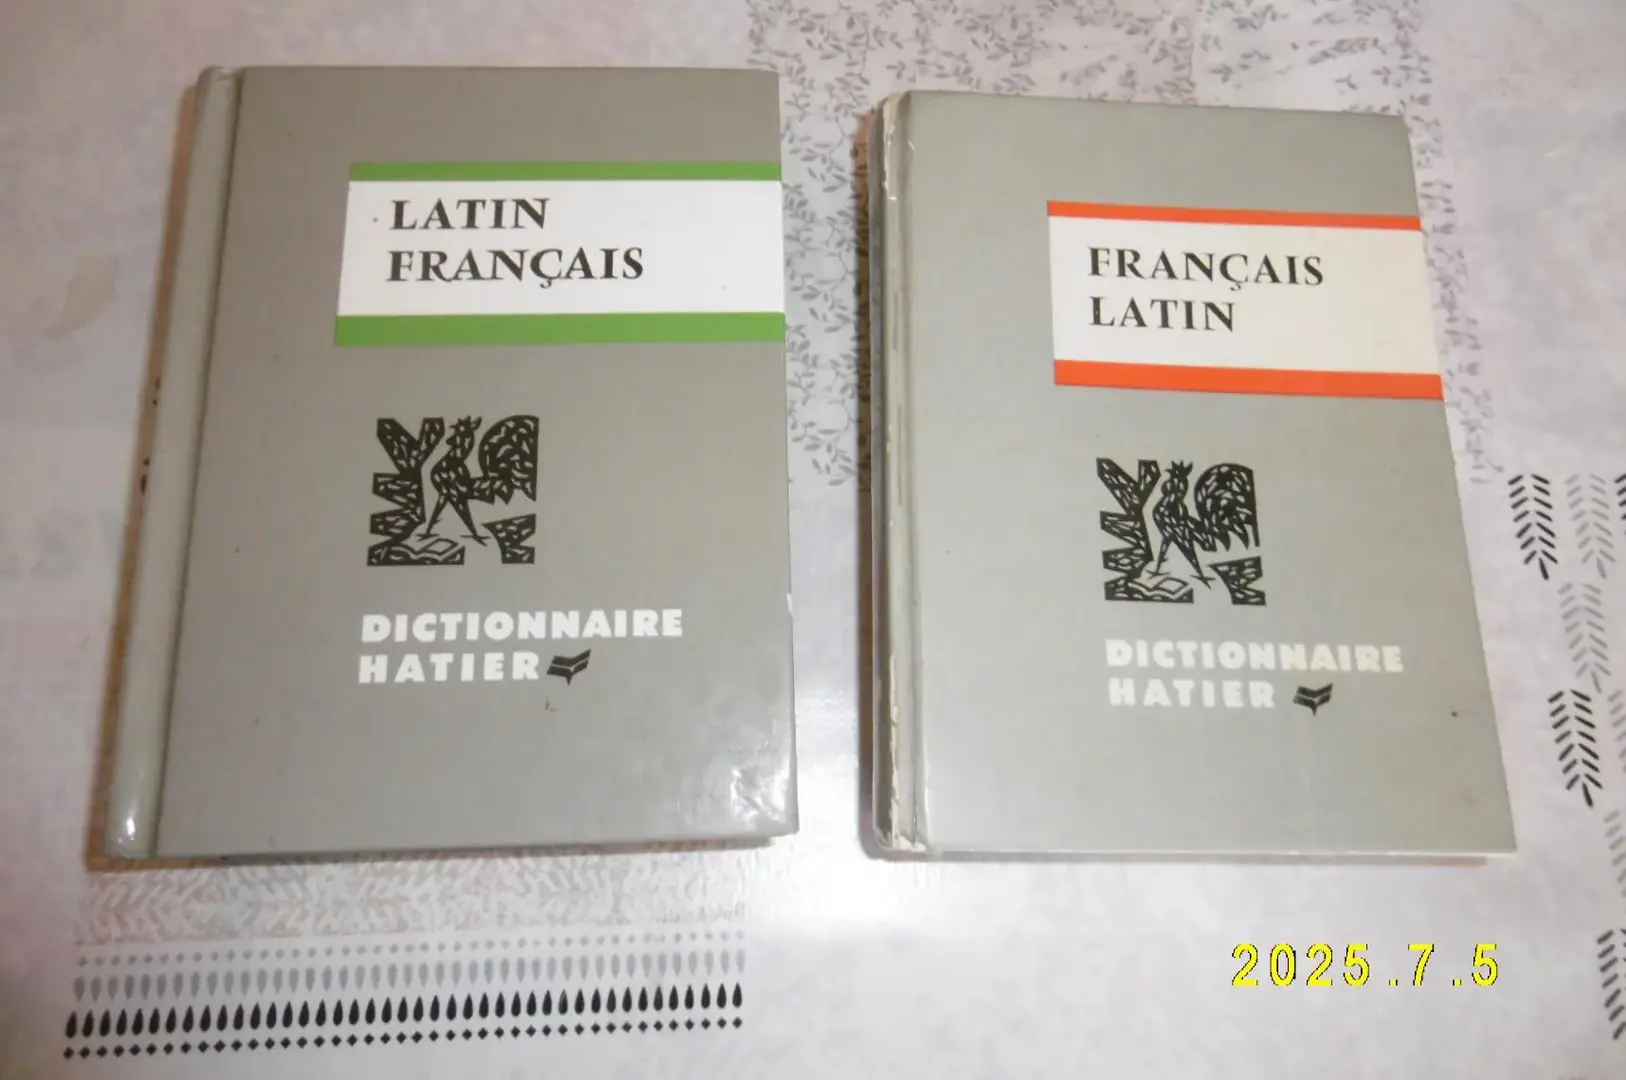 LATIN
FRANÇAIS
DICTIONNAIRE
HATIER
FRANÇAIS
LATIN
DICTIONNAIRE
HATIER
2025.7.5